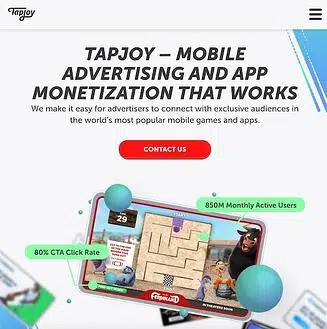 Tapjoy
TAPJOY – MOBILE
ADVERTISING AND APP
MONETIZATION THAT WORKS
We make it easy for advertisers to connect with exclusive audiences in
the world's most popular mobile games and apps.
CONTACT US
850M Monthly Active Users
29
START
80% CTA Click Rate
FERDINAND
IN THEATERS SOON